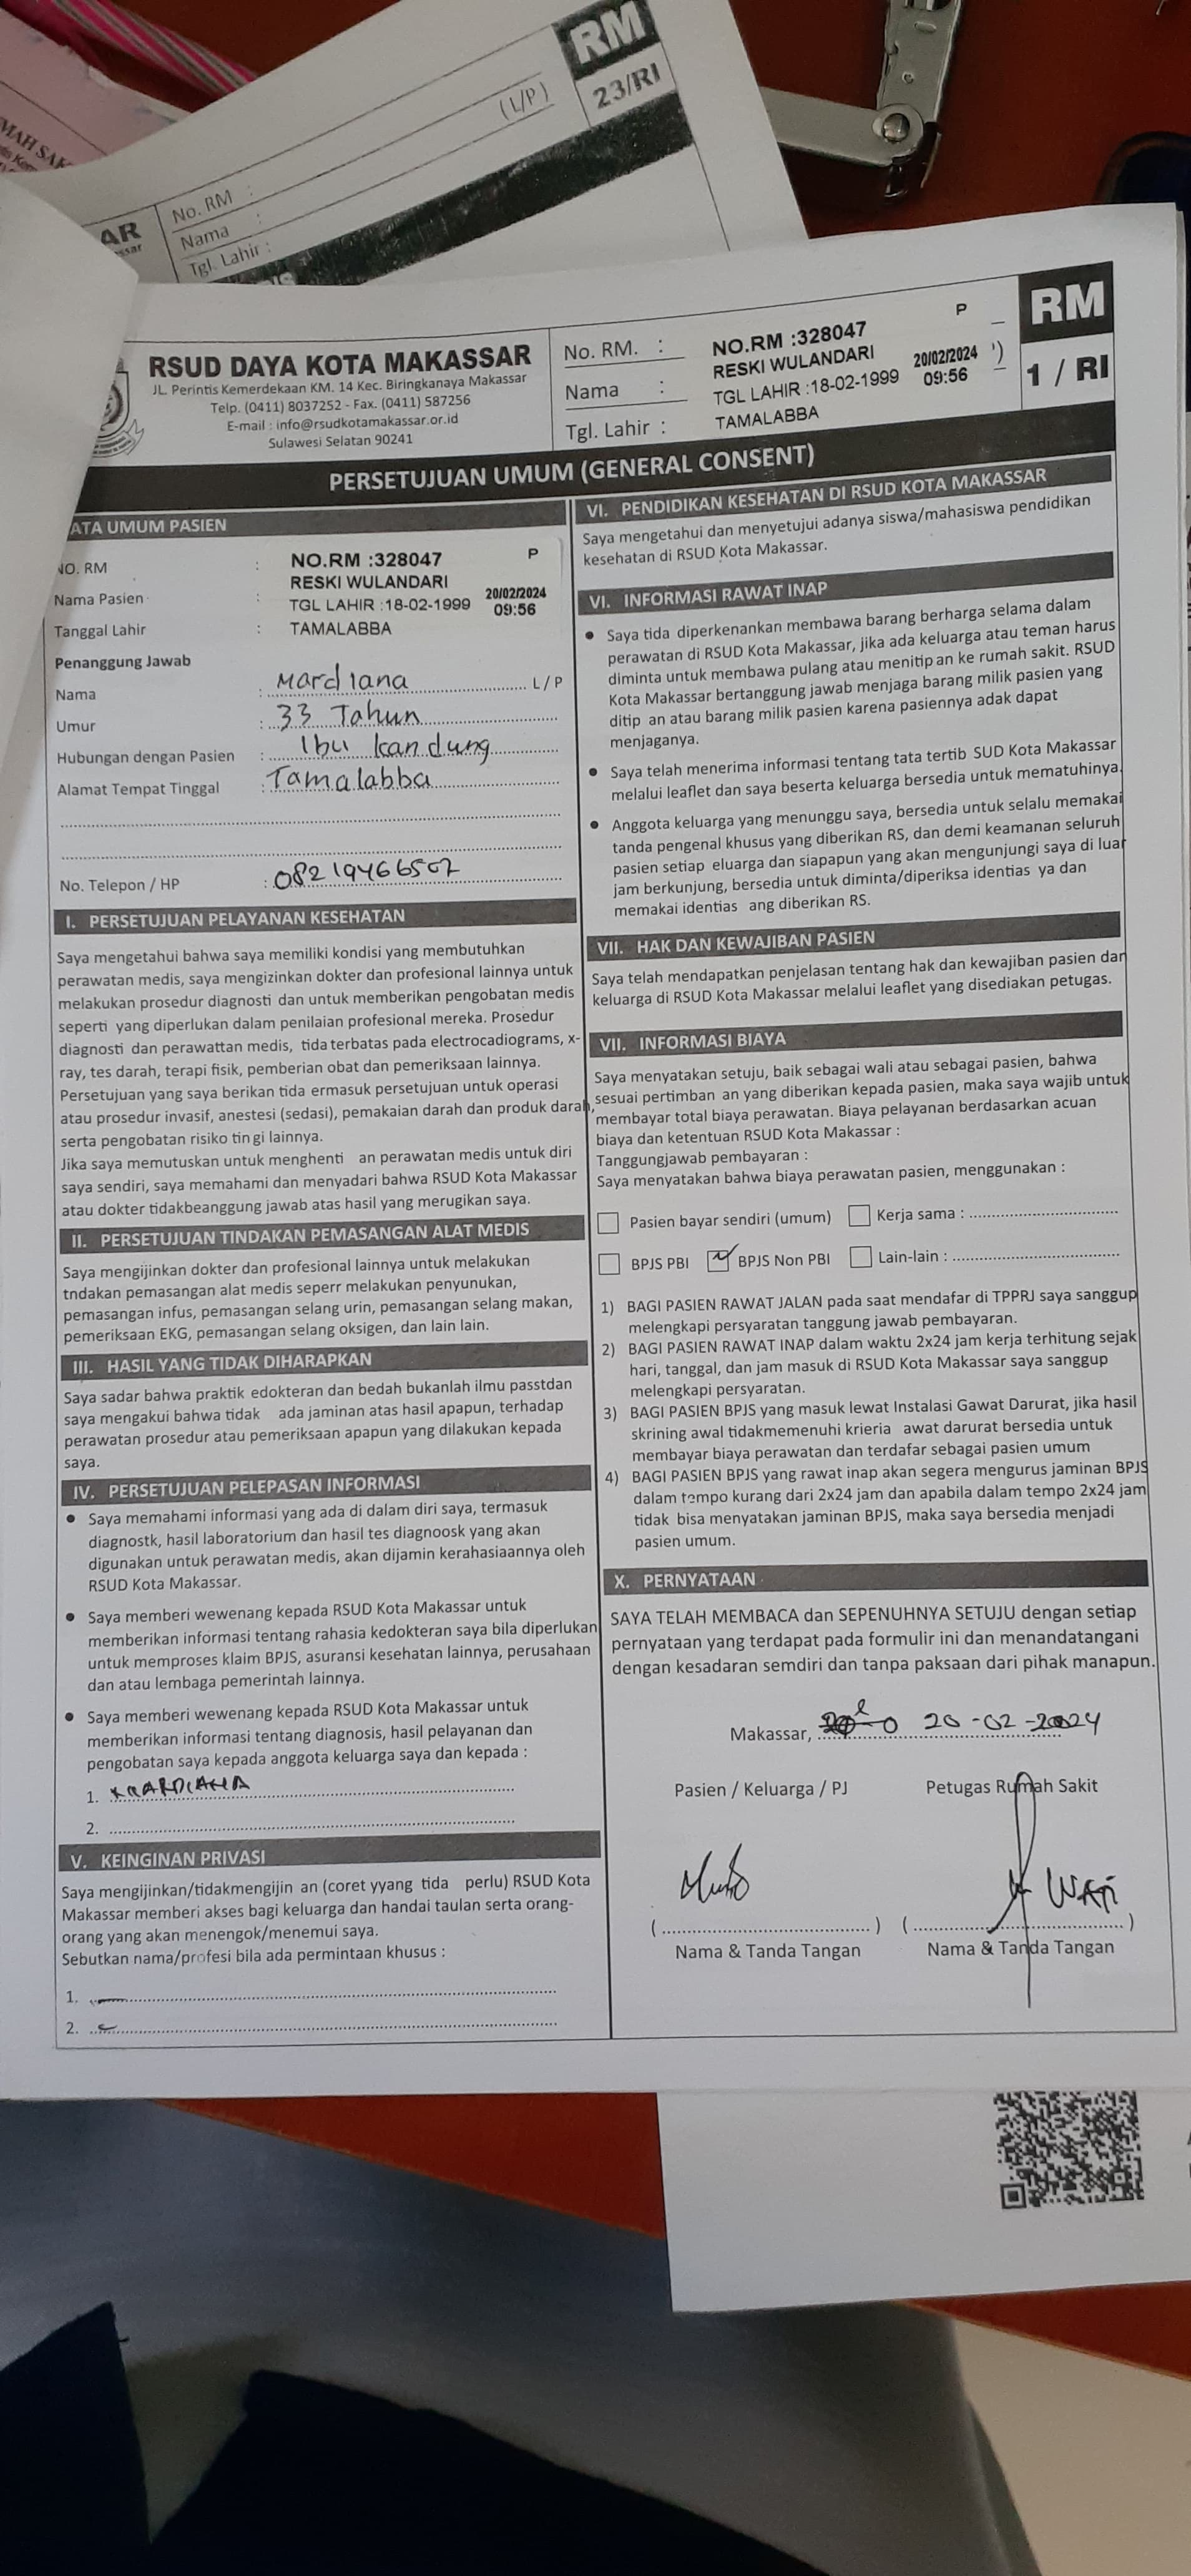 RM
23/RI
(L/P)
No. RM :
Nama :
Tgl. Lahir :
RSUD DAYA KOTA MAKASSAR
JL. Perintis Kemerdekaan KM. 14 Kec. Biringkanaya Makassar
Telp. (0411) 8037252 - Fax. (0411) 587256
E-mail : info@rsudkotamakassar.or.id
Sulawesi Selatan 90241
No. RM. :
Nama :
Tgl. Lahir :
NO.RM :328047 P
RESKI WULANDARI 20/02/2024
TGL LAHIR :18-02-1999 09:56
TAMALABBA
RM
1 / RI
PERSETUJUAN UMUM (GENERAL CONSENT)
ATA UMUM PASIEN
NO. RM : NO.RM :328047 P
Nama Pasien : RESKI WULANDARI 20/02/2024
TGL LAHIR :18-02-1999 09:56
Tanggal Lahir : TAMALABBA
Penanggung Jawab
Nama : Mardiana L / P
Umur : 33 Tahun
Hubungan dengan Pasien : Ibu kandung
Alamat Tempat Tinggal : Tamalabba
No. Telepon / HP : 08219466507
I. PERSETUJUAN PELAYANAN KESEHATAN
Saya mengetahui bahwa saya memiliki kondisi yang membutuhkan
perawatan medis, saya mengizinkan dokter dan profesional lainnya untuk
melakukan prosedur diagnosti dan untuk memberikan pengobatan medis
seperti yang diperlukan dalam penilaian profesional mereka. Prosedur
diagnosti dan perawattan medis, tida terbatas pada electrocadiograms, x-
ray, tes darah, terapi fisik, pemberian obat dan pemeriksaan lainnya.
Persetujuan yang saya berikan tida ermasuk persetujuan untuk operasi
atau prosedur invasif, anestesi (sedasi), pemakaian darah dan produk darah,
serta pengobatan risiko tin gi lainnya.
Jika saya memutuskan untuk menghenti an perawatan medis untuk diri
saya sendiri, saya memahami dan menyadari bahwa RSUD Kota Makassar
atau dokter tidakbeanggung jawab atas hasil yang merugikan saya.
II. PERSETUJUAN TINDAKAN PEMASANGAN ALAT MEDIS
Saya mengijinkan dokter dan profesional lainnya untuk melakukan
tndakan pemasangan alat medis seperr melakukan penyunukan,
pemasangan infus, pemasangan selang urin, pemasangan selang makan,
pemeriksaan EKG, pemasangan selang oksigen, dan lain lain.
III. HASIL YANG TIDAK DIHARAPKAN
Saya sadar bahwa praktik edokteran dan bedah bukanlah ilmu passtdan
saya mengakui bahwa tidak ada jaminan atas hasil apapun, terhadap
perawatan prosedur atau pemeriksaan apapun yang dilakukan kepada
saya.
IV. PERSETUJUAN PELEPASAN INFORMASI
• Saya memahami informasi yang ada di dalam diri saya, termasuk
diagnostk, hasil laboratorium dan hasil tes diagnoosk yang akan
digunakan untuk perawatan medis, akan dijamin kerahasiaannya oleh
RSUD Kota Makassar.
• Saya memberi wewenang kepada RSUD Kota Makassar untuk
memberikan informasi tentang rahasia kedokteran saya bila diperlukan
untuk memproses klaim BPJS, asuransi kesehatan lainnya, perusahaan
dan atau lembaga pemerintah lainnya.
• Saya memberi wewenang kepada RSUD Kota Makassar untuk
memberikan informasi tentang diagnosis, hasil pelayanan dan
pengobatan saya kepada anggota keluarga saya dan kepada :
1. MARDIANA
2.
V. KEINGINAN PRIVASI
Saya mengijinkan/tidakmengijin an (coret yyang tida perlu) RSUD Kota
Makassar memberi akses bagi keluarga dan handai taulan serta orang-
orang yang akan menengok/menemui saya.
Sebutkan nama/profesi bila ada permintaan khusus :
1. —
2. —
VI. PENDIDIKAN KESEHATAN DI RSUD KOTA MAKASSAR
Saya mengetahui dan menyetujui adanya siswa/mahasiswa pendidikan
kesehatan di RSUD Kota Makassar.
VI. INFORMASI RAWAT INAP
• Saya tida diperkenankan membawa barang berharga selama dalam
perawatan di RSUD Kota Makassar, jika ada keluarga atau teman harus
diminta untuk membawa pulang atau menitip an ke rumah sakit. RSUD
Kota Makassar bertanggung jawab menjaga barang milik pasien yang
ditip an atau barang milik pasien karena pasiennya adak dapat
menjaganya.
• Saya telah menerima informasi tentang tata tertib SUD Kota Makassar
melalui leaflet dan saya beserta keluarga bersedia untuk mematuhinya.
• Anggota keluarga yang menunggu saya, bersedia untuk selalu memakai
tanda pengenal khusus yang diberikan RS, dan demi keamanan seluruh
pasien setiap eluarga dan siapapun yang akan mengunjungi saya di luar
jam berkunjung, bersedia untuk diminta/diperiksa identias ya dan
memakai identias ang diberikan RS.
VII. HAK DAN KEWAJIBAN PASIEN
Saya telah mendapatkan penjelasan tentang hak dan kewajiban pasien dan
keluarga di RSUD Kota Makassar melalui leaflet yang disediakan petugas.
VII. INFORMASI BIAYA
Saya menyatakan setuju, baik sebagai wali atau sebagai pasien, bahwa
sesuai pertimban an yang diberikan kepada pasien, maka saya wajib untuk
membayar total biaya perawatan. Biaya pelayanan berdasarkan acuan
biaya dan ketentuan RSUD Kota Makassar :
Tanggungjawab pembayaran :
Saya menyatakan bahwa biaya perawatan pasien, menggunakan :
Pasien bayar sendiri (umum) Kerja sama :
BPJS PBI BPJS Non PBI Lain-lain :
1) BAGI PASIEN RAWAT JALAN pada saat mendafar di TPPRJ saya sanggup
melengkapi persyaratan tanggung jawab pembayaran.
2) BAGI PASIEN RAWAT INAP dalam waktu 2x24 jam kerja terhitung sejak
hari, tanggal, dan jam masuk di RSUD Kota Makassar saya sanggup
melengkapi persyaratan.
3) BAGI PASIEN BPJS yang masuk lewat Instalasi Gawat Darurat, jika hasil
skrining awal tidakmemenuhi krieria awat darurat bersedia untuk
membayar biaya perawatan dan terdafar sebagai pasien umum
4) BAGI PASIEN BPJS yang rawat inap akan segera mengurus jaminan BPJS
dalam tempo kurang dari 2x24 jam dan apabila dalam tempo 2x24 jam
tidak bisa menyatakan jaminan BPJS, maka saya bersedia menjadi
pasien umum.
X. PERNYATAAN
SAYA TELAH MEMBACA dan SEPENUHNYA SETUJU dengan setiap
pernyataan yang terdapat pada formulir ini dan menandatangani
dengan kesadaran semdiri dan tanpa paksaan dari pihak manapun.
Makassar, 20-02-2024
Pasien / Keluarga / PJ Petugas Rumah Sakit
WATI
Nama & Tanda Tangan Nama & Tanda Tangan